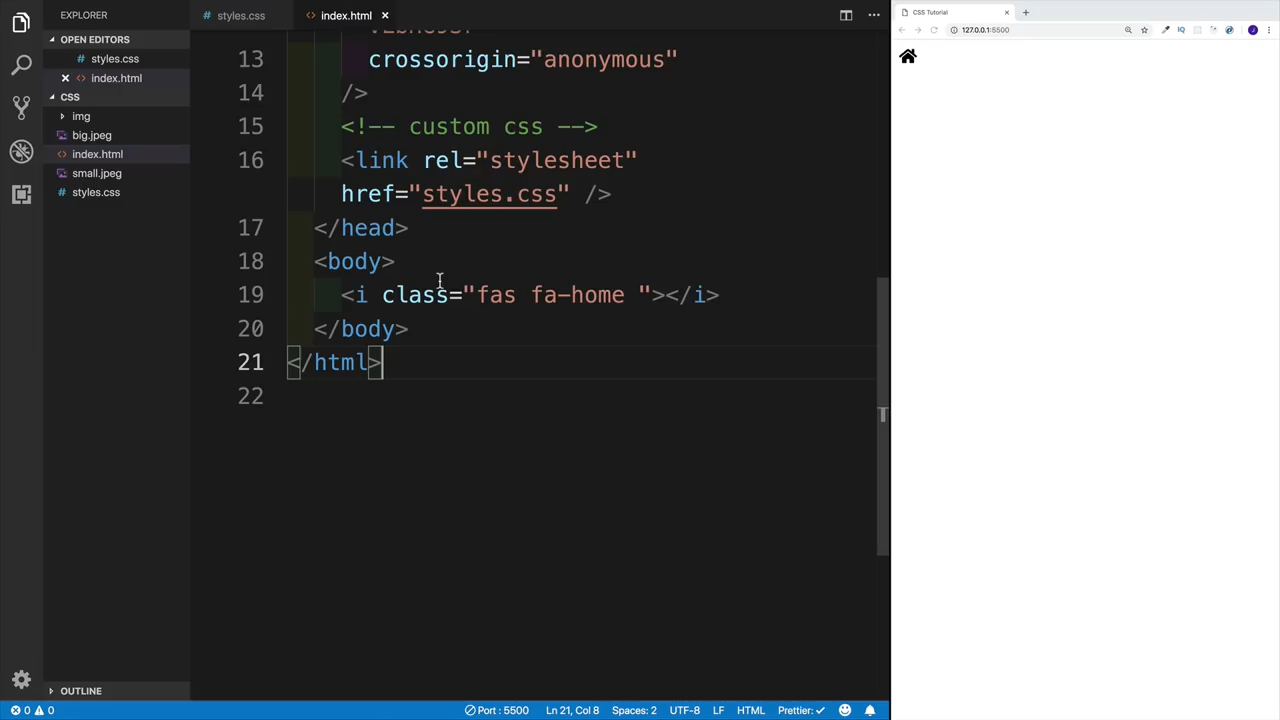 EXPLORER
OPEN EDITORS
styles.css
index.html
CSS
img
big.jpeg
index.html
small.jpeg
styles.css
OUTLINE
# styles.css
<> index.html
13 crossorigin="anonymous"
14 />
15 <!-- custom css -->
16 <link rel="stylesheet"
href="styles.css" />
17 </head>
18 <body>
19 <i class="fas fa-home "></i>
20 </body>
21 </html>
22
0 0
Port : 5500 Ln 21, Col 8 Spaces: 2 UTF-8 LF HTML Prettier: ✓
CSS Tutorial
127.0.0.1:5500
IQ
J